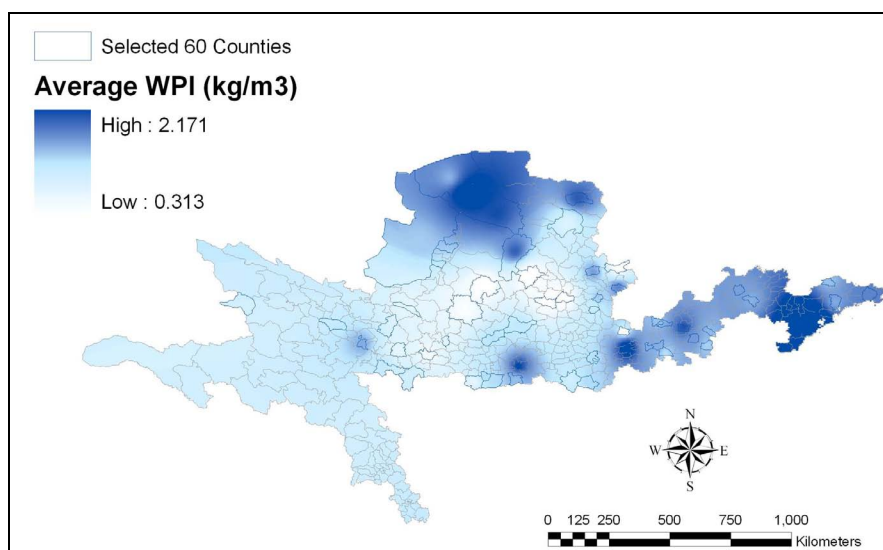 Selected 60 Counties
Average WPI (kg/m3)
High : 2.171
Low : 0.313
N
W E
S
0 125 250 500 750 1,000
Kilometers